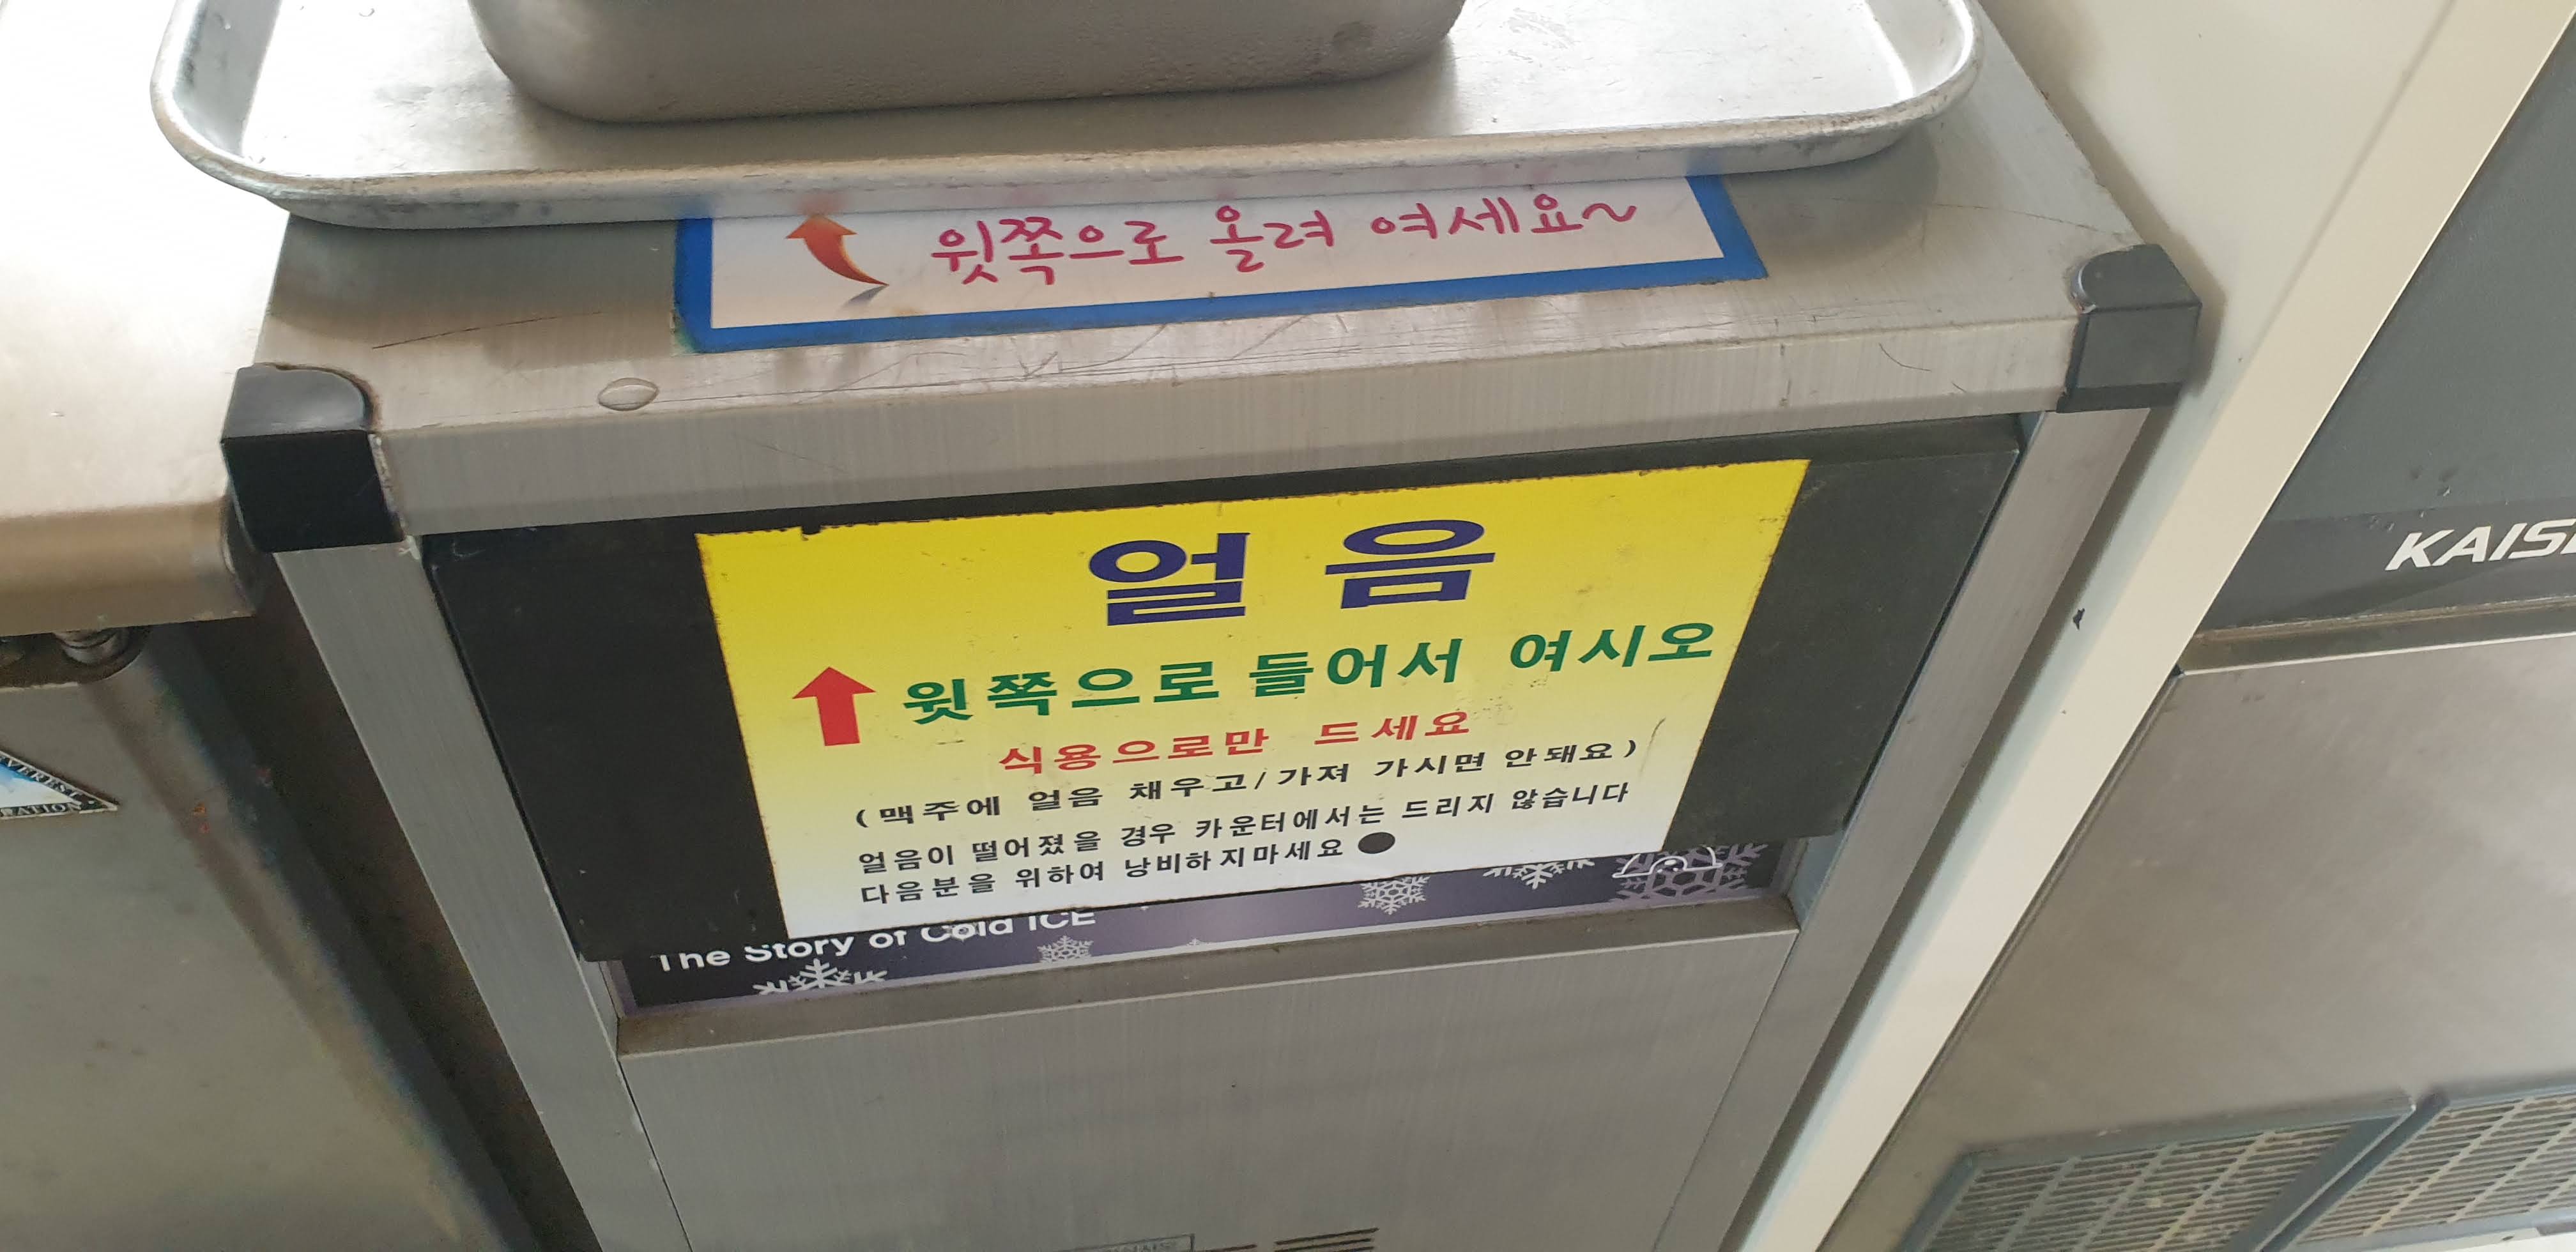 윗쪽으로 올려 여세요~
얼음
윗쪽으로 들어서 여시오
식용으로만 드세요
(맥주에 얼음 채우고/가져 가시면 안돼요)
얼음이 떨어졌을 경우 카운터에서는 드리지 않습니다
다음분을 위하여 낭비하지마세요
The Story of Cold ICE